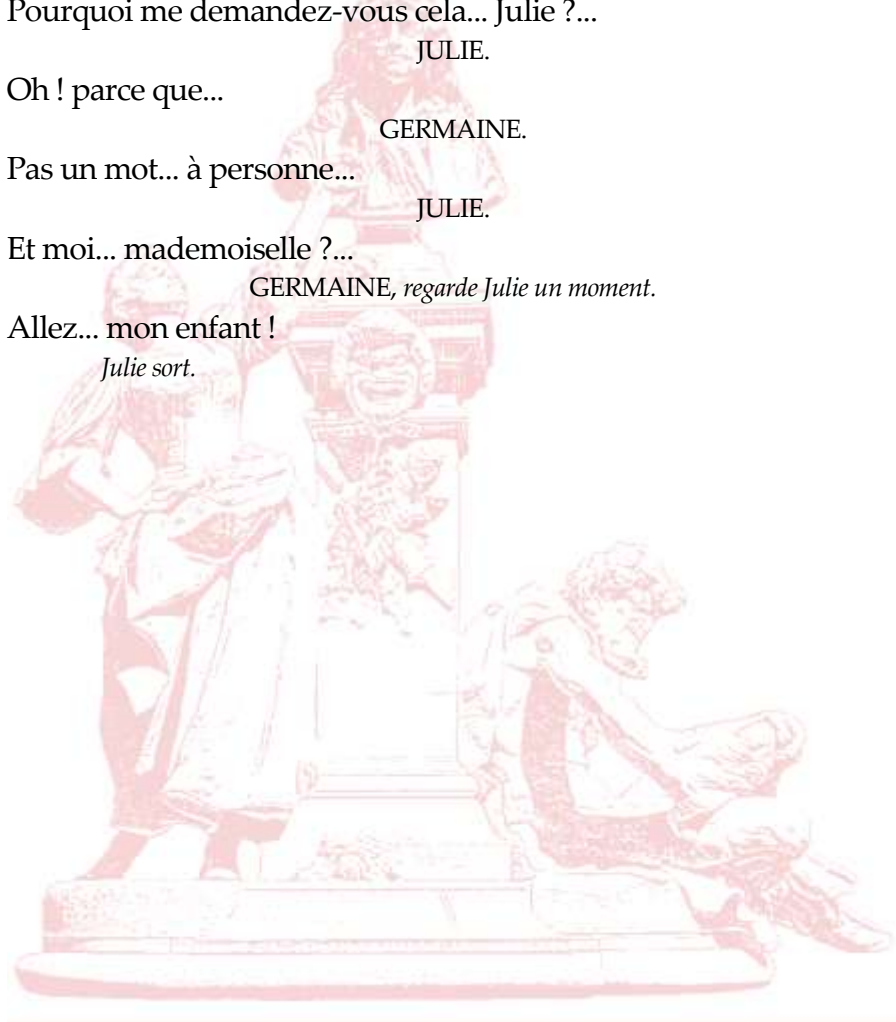 Pourquoi me demandez-vous cela... Julie ?...
JULIE.
Oh ! parce que...
GERMAINE.
Pas un mot... à personne...
JULIE.
Et moi... mademoiselle ?...
GERMAINE, regarde Julie un moment.
Allez... mon enfant !
Julie sort.